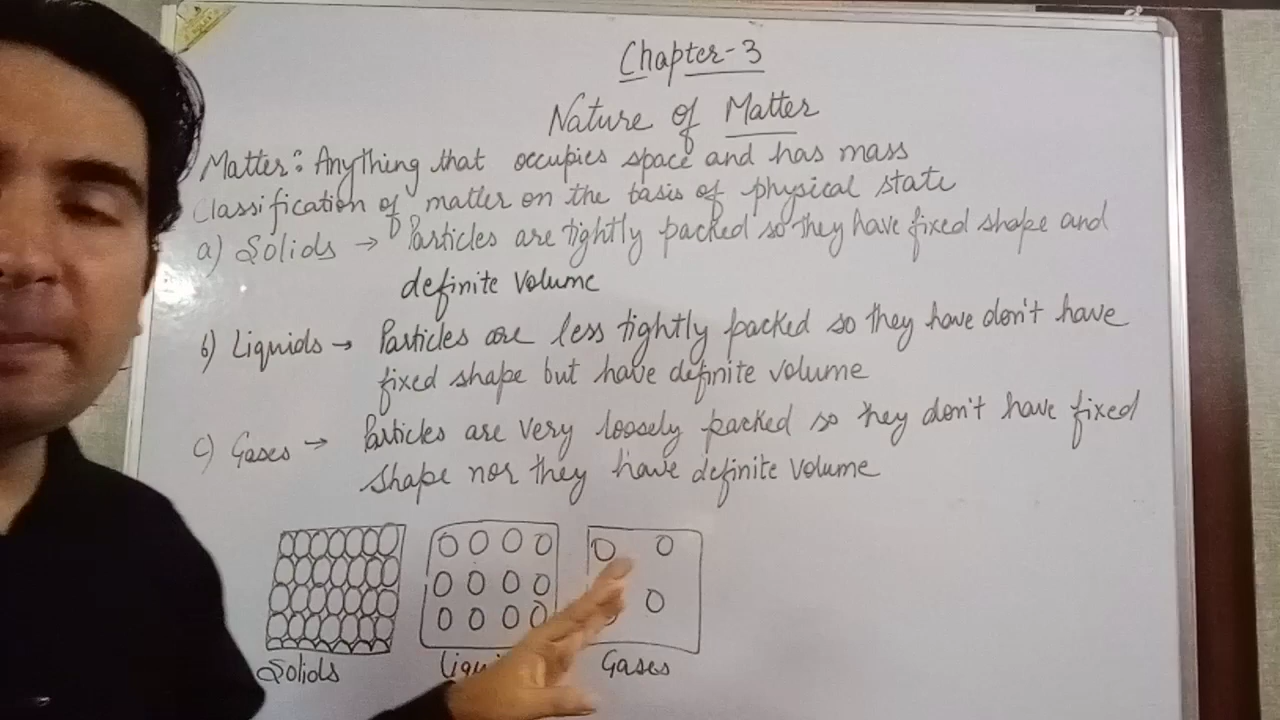 Chapter-3
Nature of Matter
Matter: Anything that occupies space and has mass
Classification of matter on the basis of physical state
a) Solids → Particles are tightly packed so they have fixed shape and
definite volume
b) Liquids → Particles are less tightly packed so they have don't have
fixed shape but have definite volume
c) Gases → Particles are very loosely packed so they don't have fixed
shape nor they have definite volume
Solids Gases